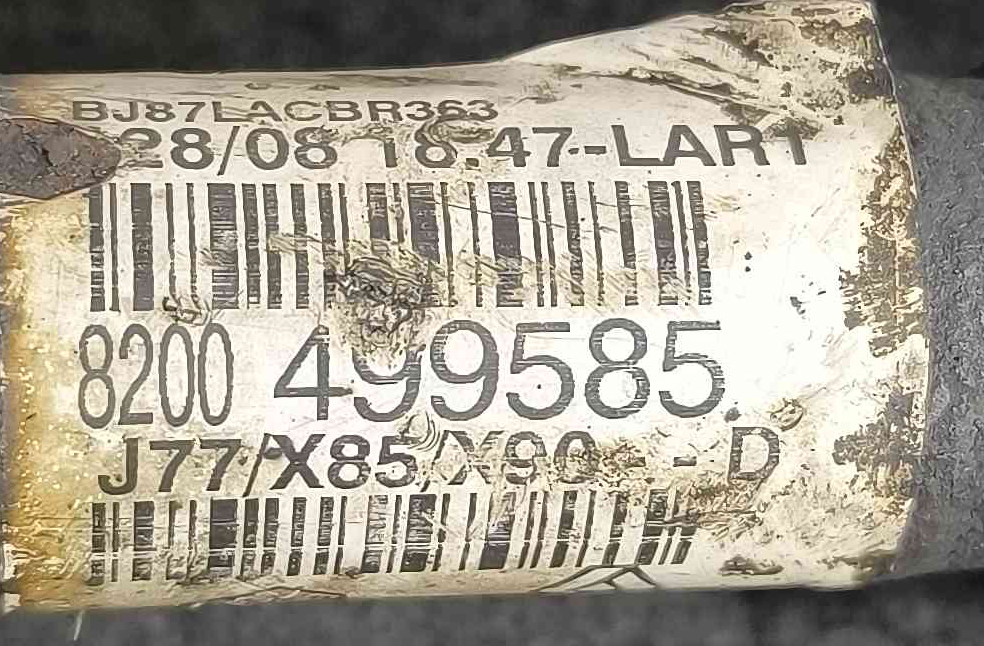 BJ87LACBR363
28/08 18:47--LAR1
8200 499585
J77/X85/X90 - - D